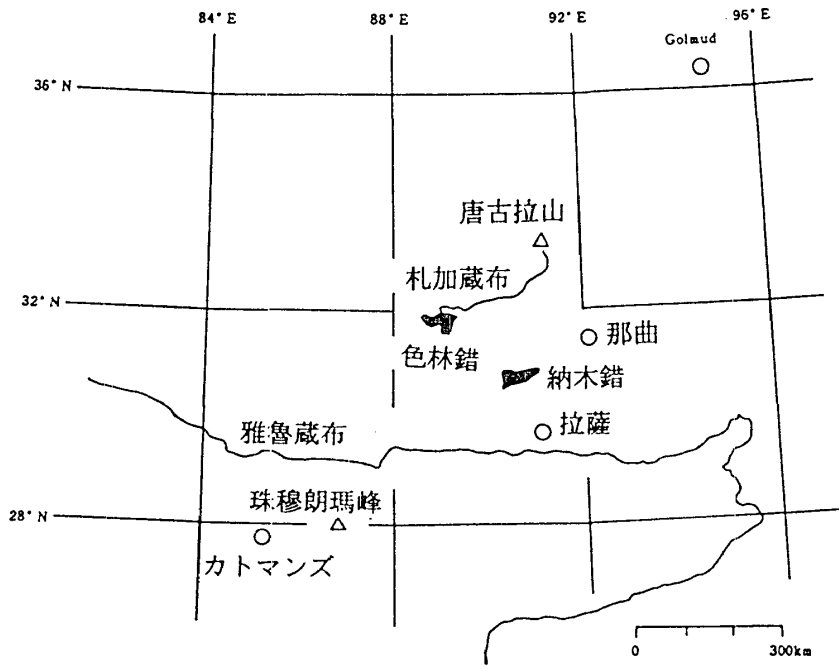 84° E
88° E
92° E
96° E
Golmud
36° N
唐古拉山
札加蔵布
32° N
那曲
色林錯
納木錯
雅魯蔵布
拉薩
珠穆朗瑪峰
28° N
カトマンズ
0
300km